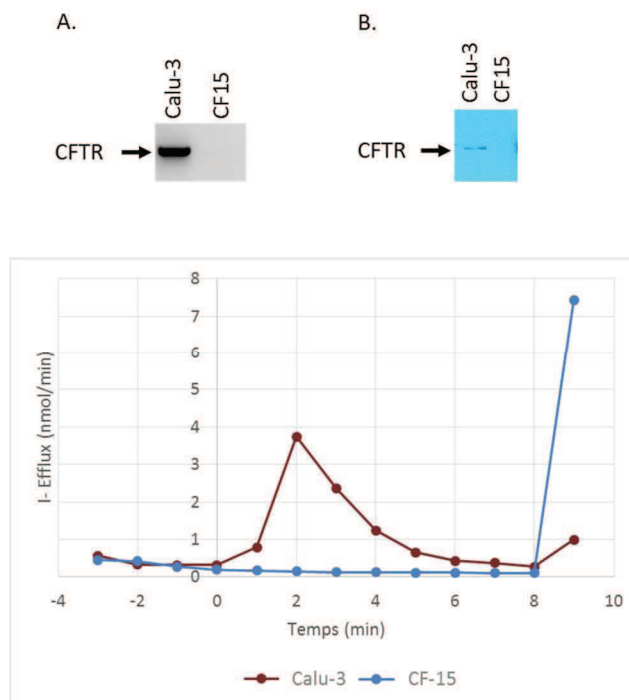 A.
B.
Calu-3
CF15
Calu-3
CF15
CFTR
CFTR
8
7
6
5
4
3
2
1
0
I- Efflux (nmol/min)
-4
-2
0
2
4
6
8
10
Temps (min)
Calu-3
CF-15